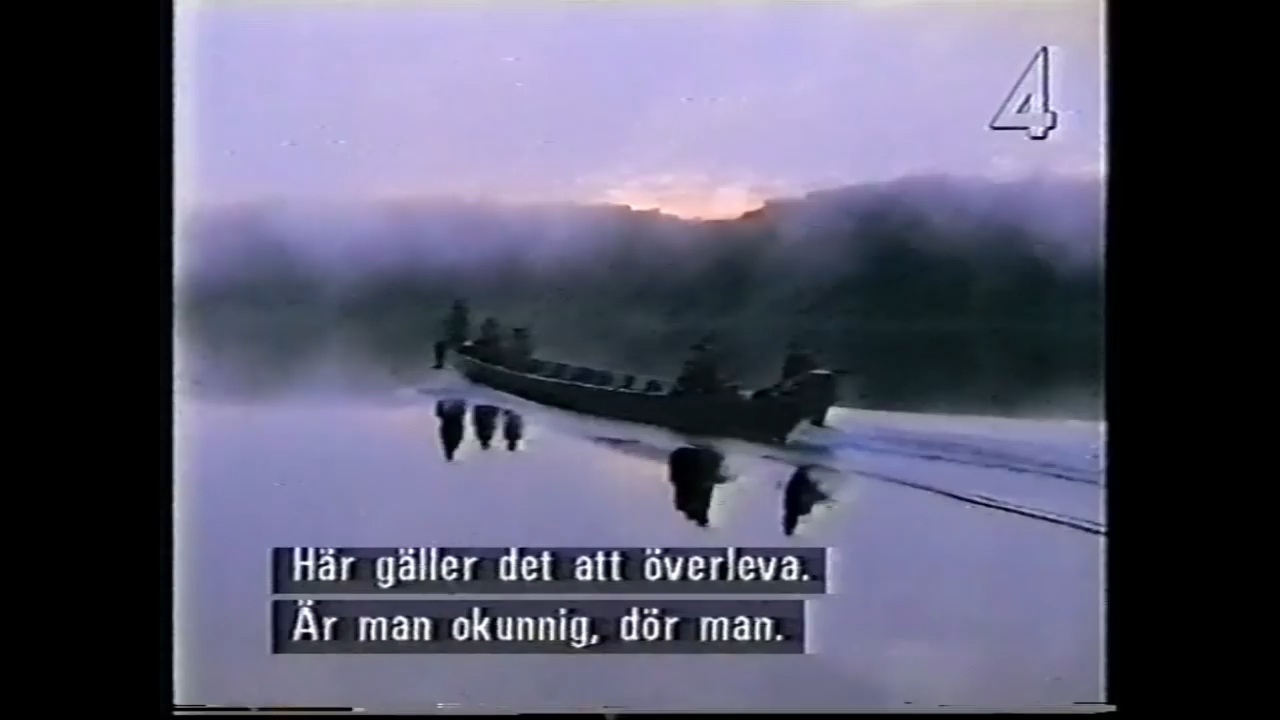 4
Här gäller det att överleva.
Är man okunnig, dör man.